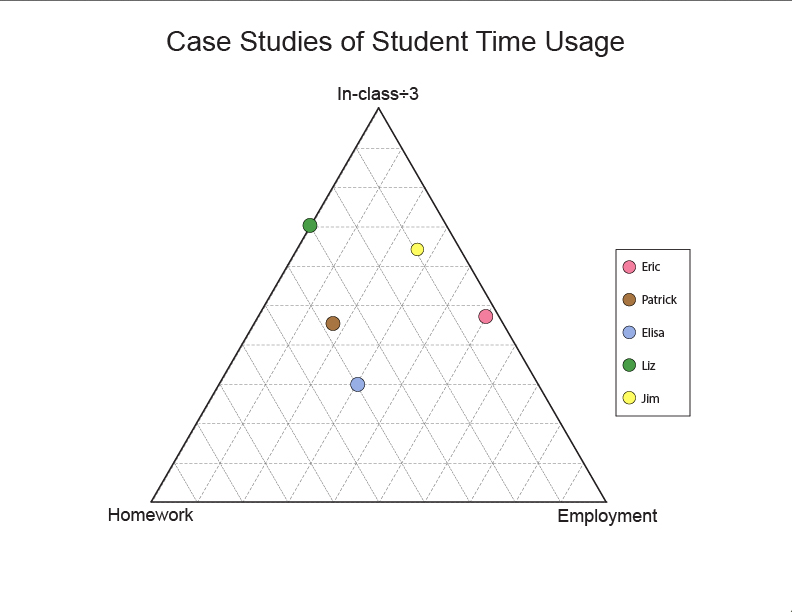 Case Studies of Student Time Usage
In-class÷3
Eric
Patrick
Elisa
Liz
Jim
Homework
Employment